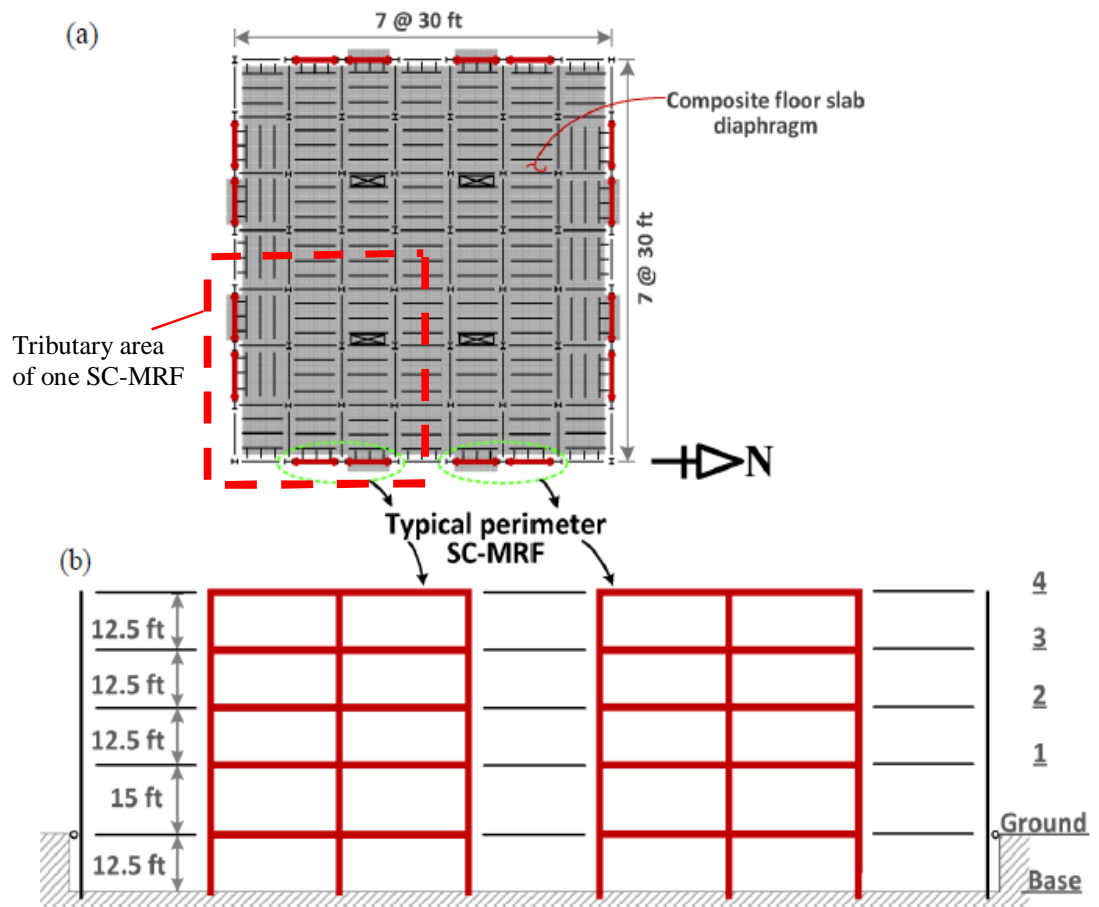 (a)
7 @ 30 ft
Composite floor slab
diaphragm
7 @ 30 ft
Tributary area
of one SC-MRF
N
Typical perimeter
SC-MRF
(b)
4
12.5 ft
3
12.5 ft
2
12.5 ft
1
15 ft
Ground
12.5 ft
Base